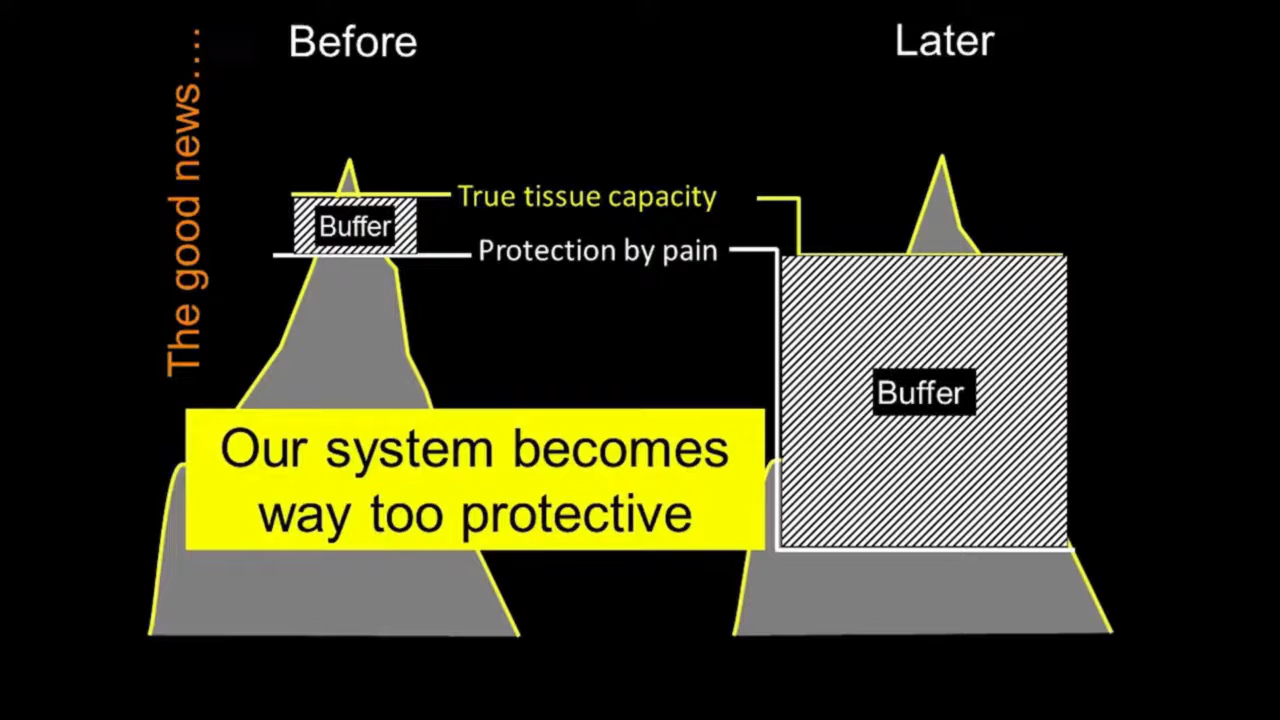 The good news....
Before
Later
True tissue capacity
Buffer
Protection by pain
Buffer
Our system becomes
way too protective